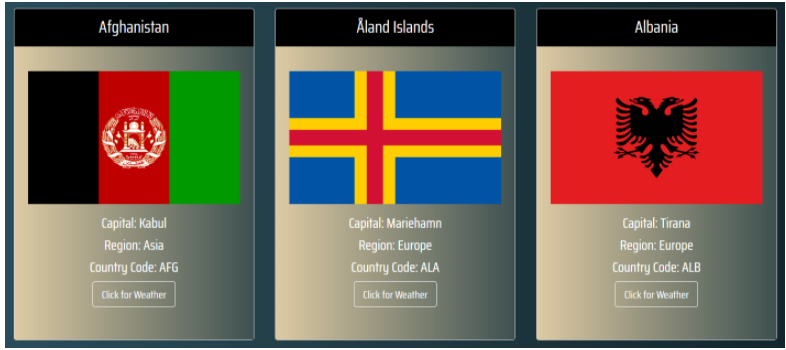 Afghanistan
Capital: Kabul
Region: Asia
Country Code: AFG
Click for Weather
Åland Islands
Capital: Mariehamn
Region: Europe
Country Code: ALA
Click for Weather
Albania
Capital: Tirana
Region: Europe
Country Code: ALB
Click for Weather